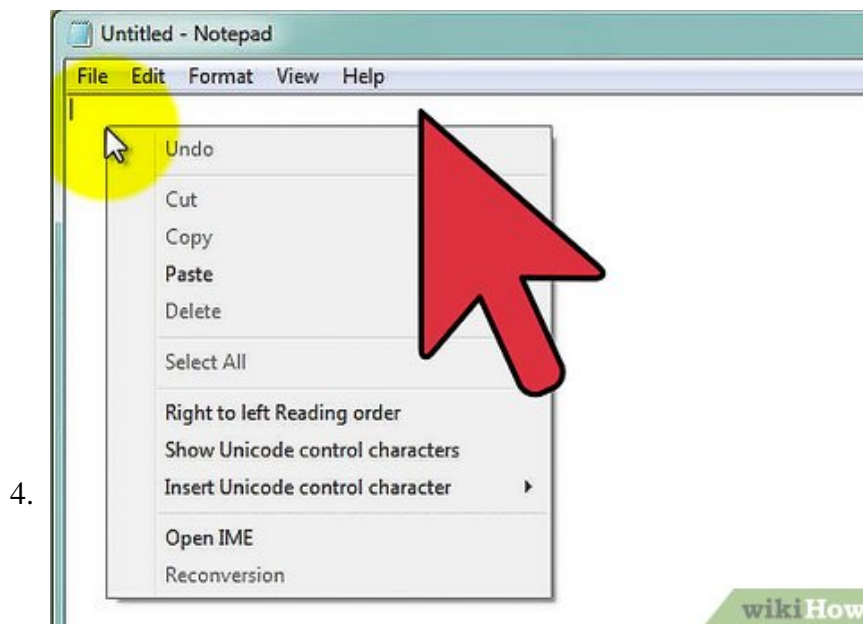 Untitled - Notepad
File Edit Format View Help
Undo
Cut
Copy
Paste
Delete
Select All
Right to left Reading order
Show Unicode control characters
4.
Insert Unicode control character
Open IME
Reconversion
wikiHow